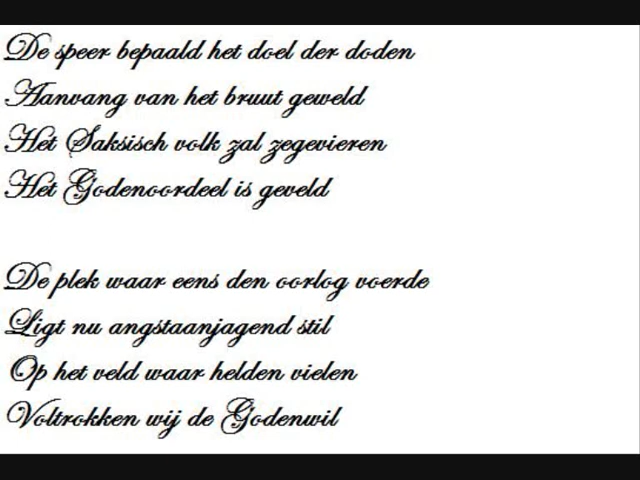 De speer bepaald het doel der doden
Aanvang van het bruut geweld
Het Saksisch volk zal zegevieren
Het Godenoordeel is geveld
De plek waar eens den oorlog voerde
Ligt nu angstaanjagend stil
Op het veld waar helden vielen
Voltrokken wij de Godenwil